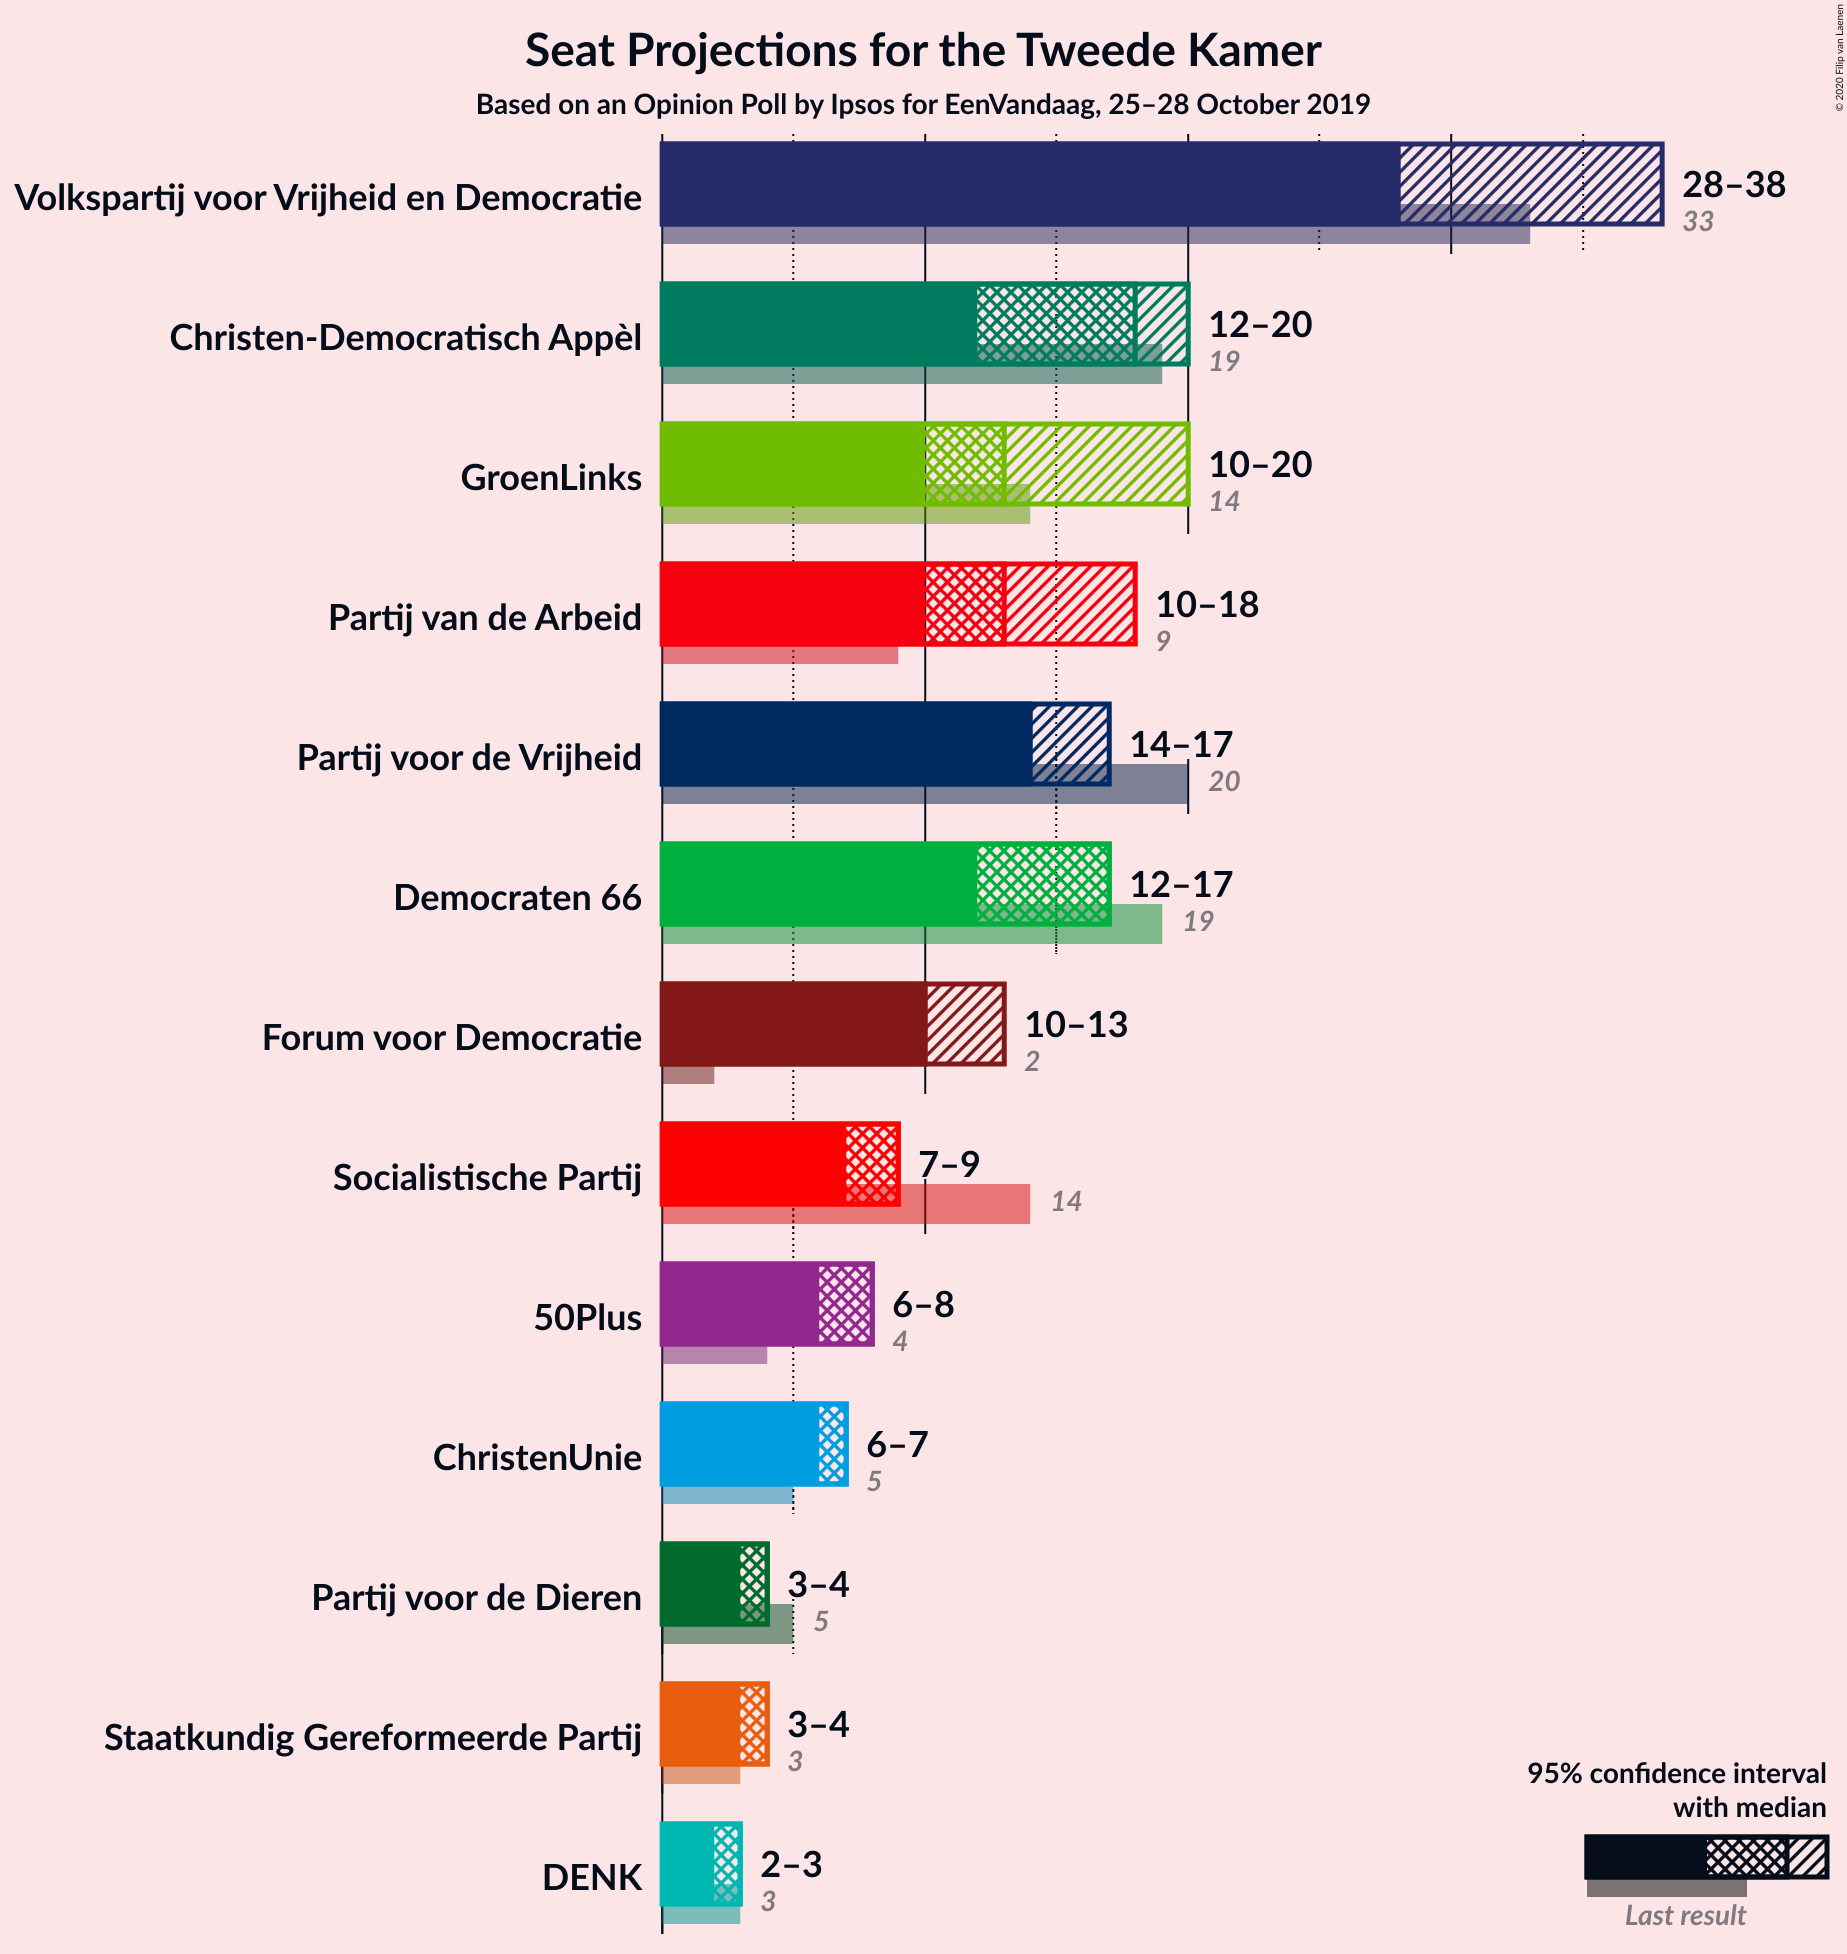 Seat Projections for the Tweede Kamer
Based on an Opinion Poll by Ipsos for EenVandaag, 25–28 October 2019
© 2020 Filip van Laenen
Volkspartij voor Vrijheid en Democratie
28–38
33
Christen-Democratisch Appèl
12–20
19
GroenLinks
10–20
14
Partij van de Arbeid
10–18
9
Partij voor de Vrijheid
14–17
20
Democraten 66
12–17
19
Forum voor Democratie
10–13
2
Socialistische Partij
7–9
14
50Plus
6–8
4
ChristenUnie
6–7
5
Partij voor de Dieren
3–4
5
Staatkundig Gereformeerde Partij
3–4
3
DENK
2–3
3
95% confidence interval
with median
Last result